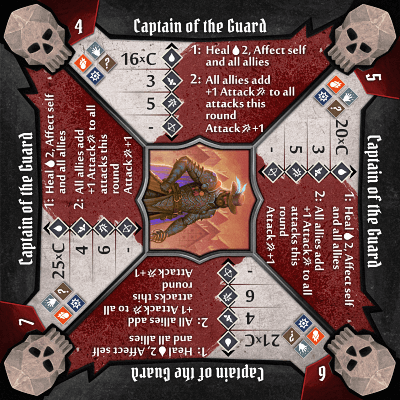 4
Captain of the Guard
16×C
3
5
-
1: Heal 2, Affect self
and all allies
2: All allies add
+1 Attack to all
attacks this
round
Attack +1
5
Captain of the Guard
20×C
3
5
-
1: Heal 2, Affect self
and all allies
2: All allies add
+1 Attack to all
attacks this
round
Attack +1
6
Captain of the Guard
21×C
4
6
-
1: Heal 2, Affect self
and all allies
2: All allies add
+1 Attack to all
attacks this
round
Attack +1
7
Captain of the Guard
25×C
4
6
-
1: Heal 2, Affect self
and all allies
2: All allies add
+1 Attack to all
attacks this
round
Attack +1